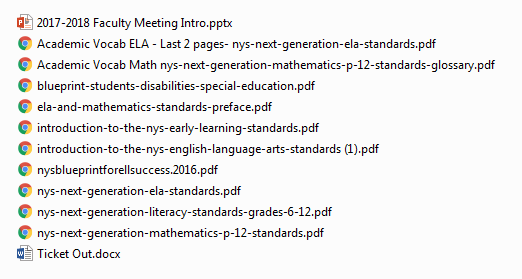 2017-2018 Faculty Meeting Intro.pptx
Academic Vocab ELA - Last 2 pages- nys-next-generation-ela-standards.pdf
Academic Vocab Math nys-next-generation-mathematics-p-12-standards-glossary.pdf
blueprint-students-disabilities-special-education.pdf
ela-and-mathematics-standards-preface.pdf
introduction-to-the-nys-early-learning-standards.pdf
introduction-to-the-nys-english-language-arts-standards (1).pdf
nysblueprintforellsuccess.2016.pdf
nys-next-generation-ela-standards.pdf
nys-next-generation-literacy-standards-grades-6-12.pdf
nys-next-generation-mathematics-p-12-standards.pdf
Ticket Out.docx